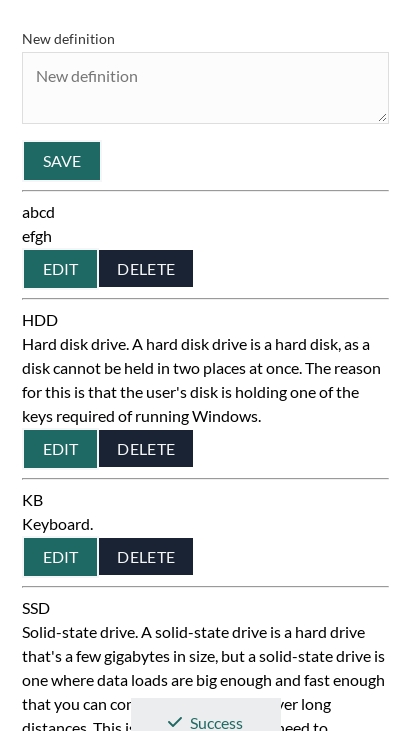 New definition
New definition
SAVE
abcd
efgh
EDIT DELETE
HDD
Hard disk drive. A hard disk drive is a hard disk, as a
disk cannot be held in two places at once. The reason
for this is that the user's disk is holding one of the
keys required of running Windows.
EDIT DELETE
KB
Keyboard.
EDIT DELETE
SSD
Solid-state drive. A solid-state drive is a hard drive
that's a few gigabytes in size, but a solid-state drive is
one where data loads are big enough and fast enough
that you can long
distances. This to
Success